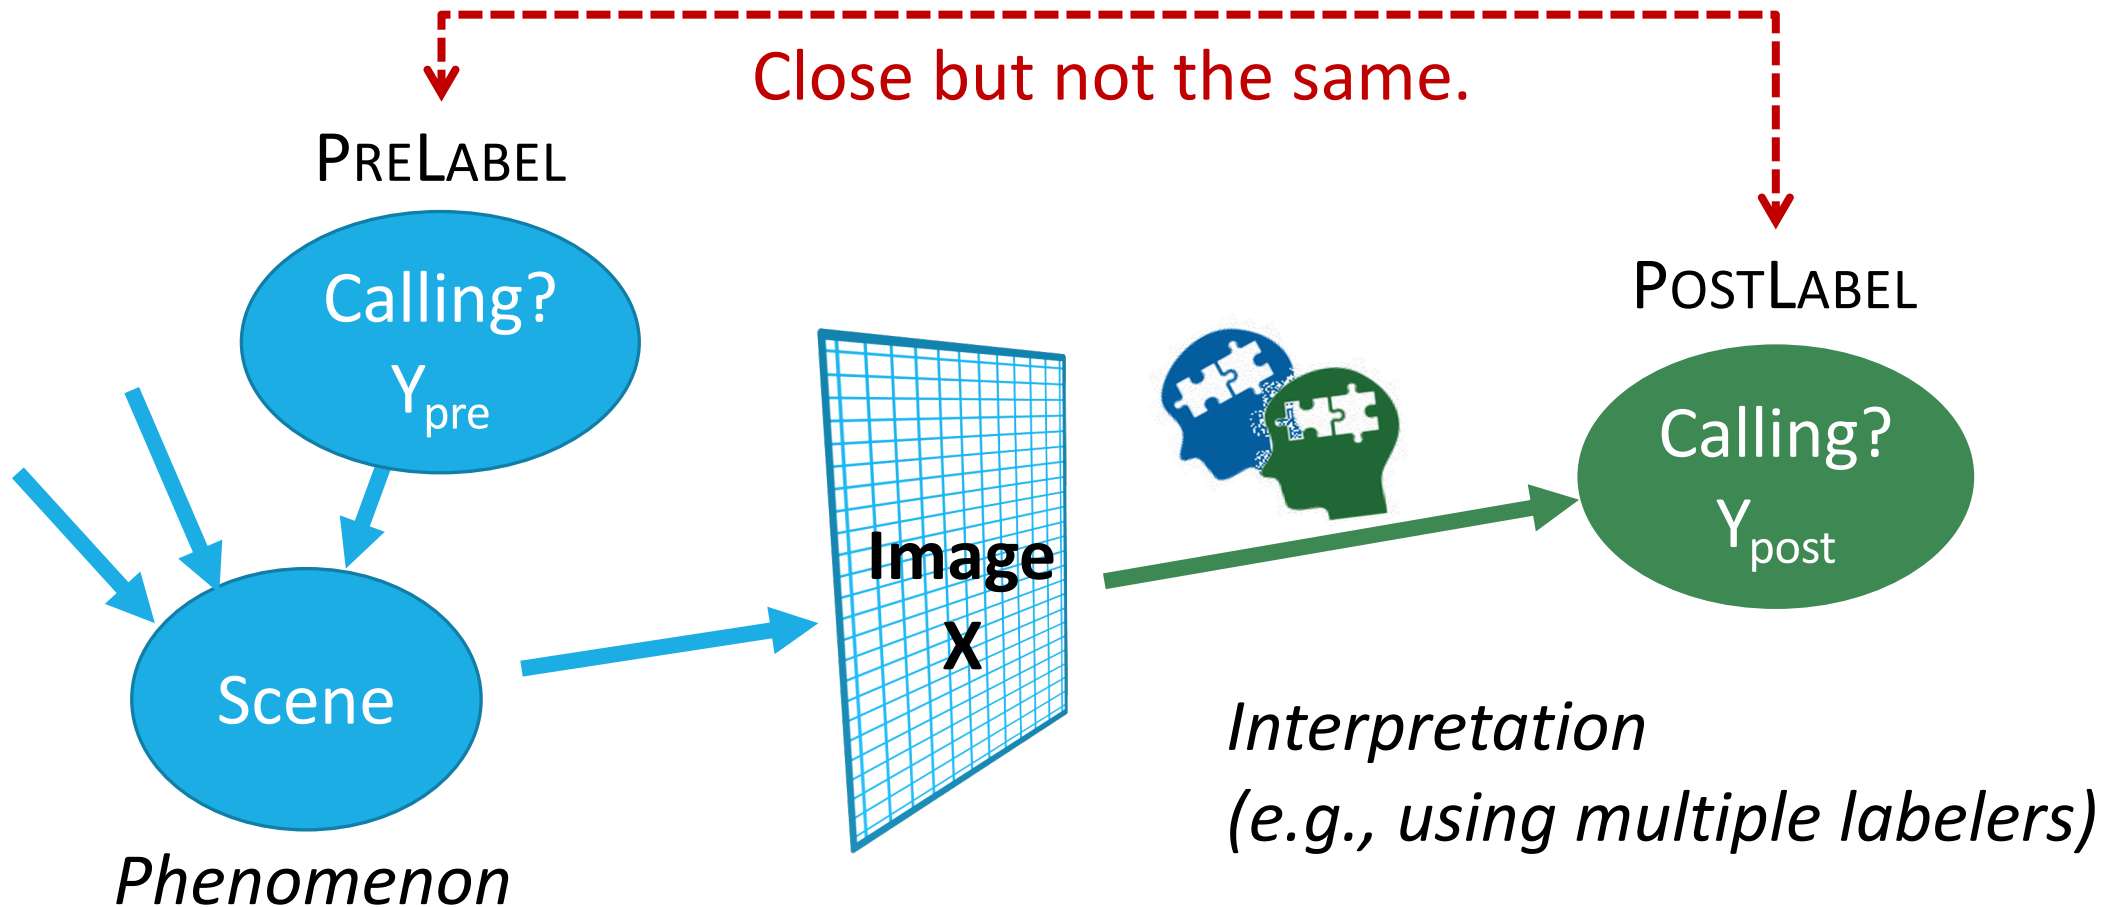 Close but not the same.
PRELABEL
Calling?
Ypre
POSTLABEL
Calling?
Ypost
Image
X
Scene
Interpretation
(e.g., using multiple labelers)
Phenomenon